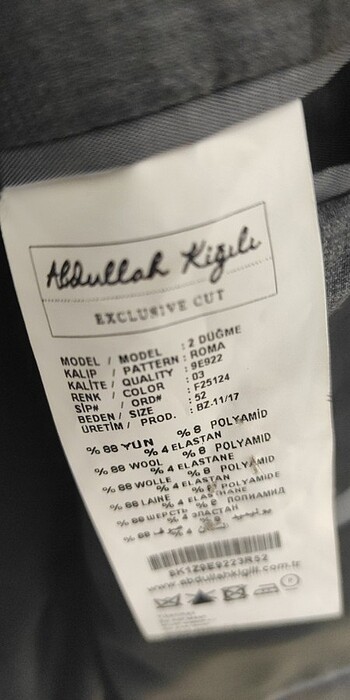 Abdullah Kiğılı
EXCLUSIVE CUT
MODEL / MODEL : 2 DÜĞME
KALIP / PATTERN : ROMA
KALİTE / QUALITY : 9E922
RENK / COLOR : 03
SİP# / ORD# : F25124
BEDEN / SIZE : 52
ÜRETİM / PROD. : BZ.11/17
%88 YÜN %8 POLYAMİD
%4 ELASTAN
%88 WOOL %8 POLYAMID
%4 ELASTANE
%88 WOLLE %8 POLYAMID
%4 ELASTAN
%88 LAINE %8 POLYAMIDE
%4 ELASTHANE
%88 ШЕРСТЬ %8 ПОЛИАМИД
%4 ЭЛАСТАН
www.abdullahkigili.com.tr